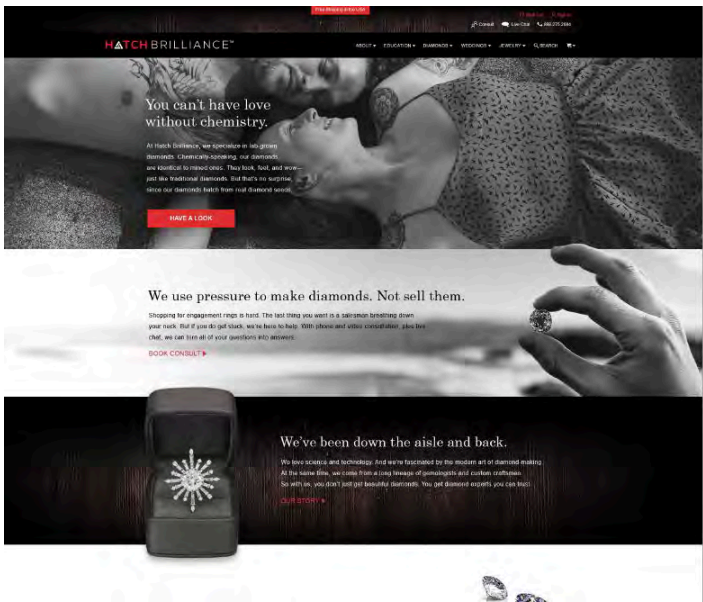 Free Shipping in the USA
Consult Live Chat
HATCH BRILLIANCE™
ABOUT EDUCATION DIAMONDS WEDDINGS JEWELRY SEARCH
You can't have love
without chemistry.
At Hatch Brilliance, we specialize in lab-grown
diamonds. Chemically-speaking, our diamonds
are identical to mined ones. They look, feel, and wow—
just like traditional diamonds. But that's no surprise,
since our diamonds hatch from real diamond seeds.
HAVE A LOOK
We use pressure to make diamonds. Not sell them.
Shopping for engagement rings is hard. The last thing you want is a salesman breathing down
your neck. But if you do get stuck, we're here to help. With phone and video consultation, plus live
chat, we can turn all of your questions into answers.
BOOK CONSULT
We've been down the aisle and back.
We love science and technology. And we're fascinated by the modern art of diamond making.
At the same time, we come from a long lineage of gemologists and custom craftsmen.
So with us, you don't just get beautiful diamonds. You get diamond experts you can trust.
OUR STORY